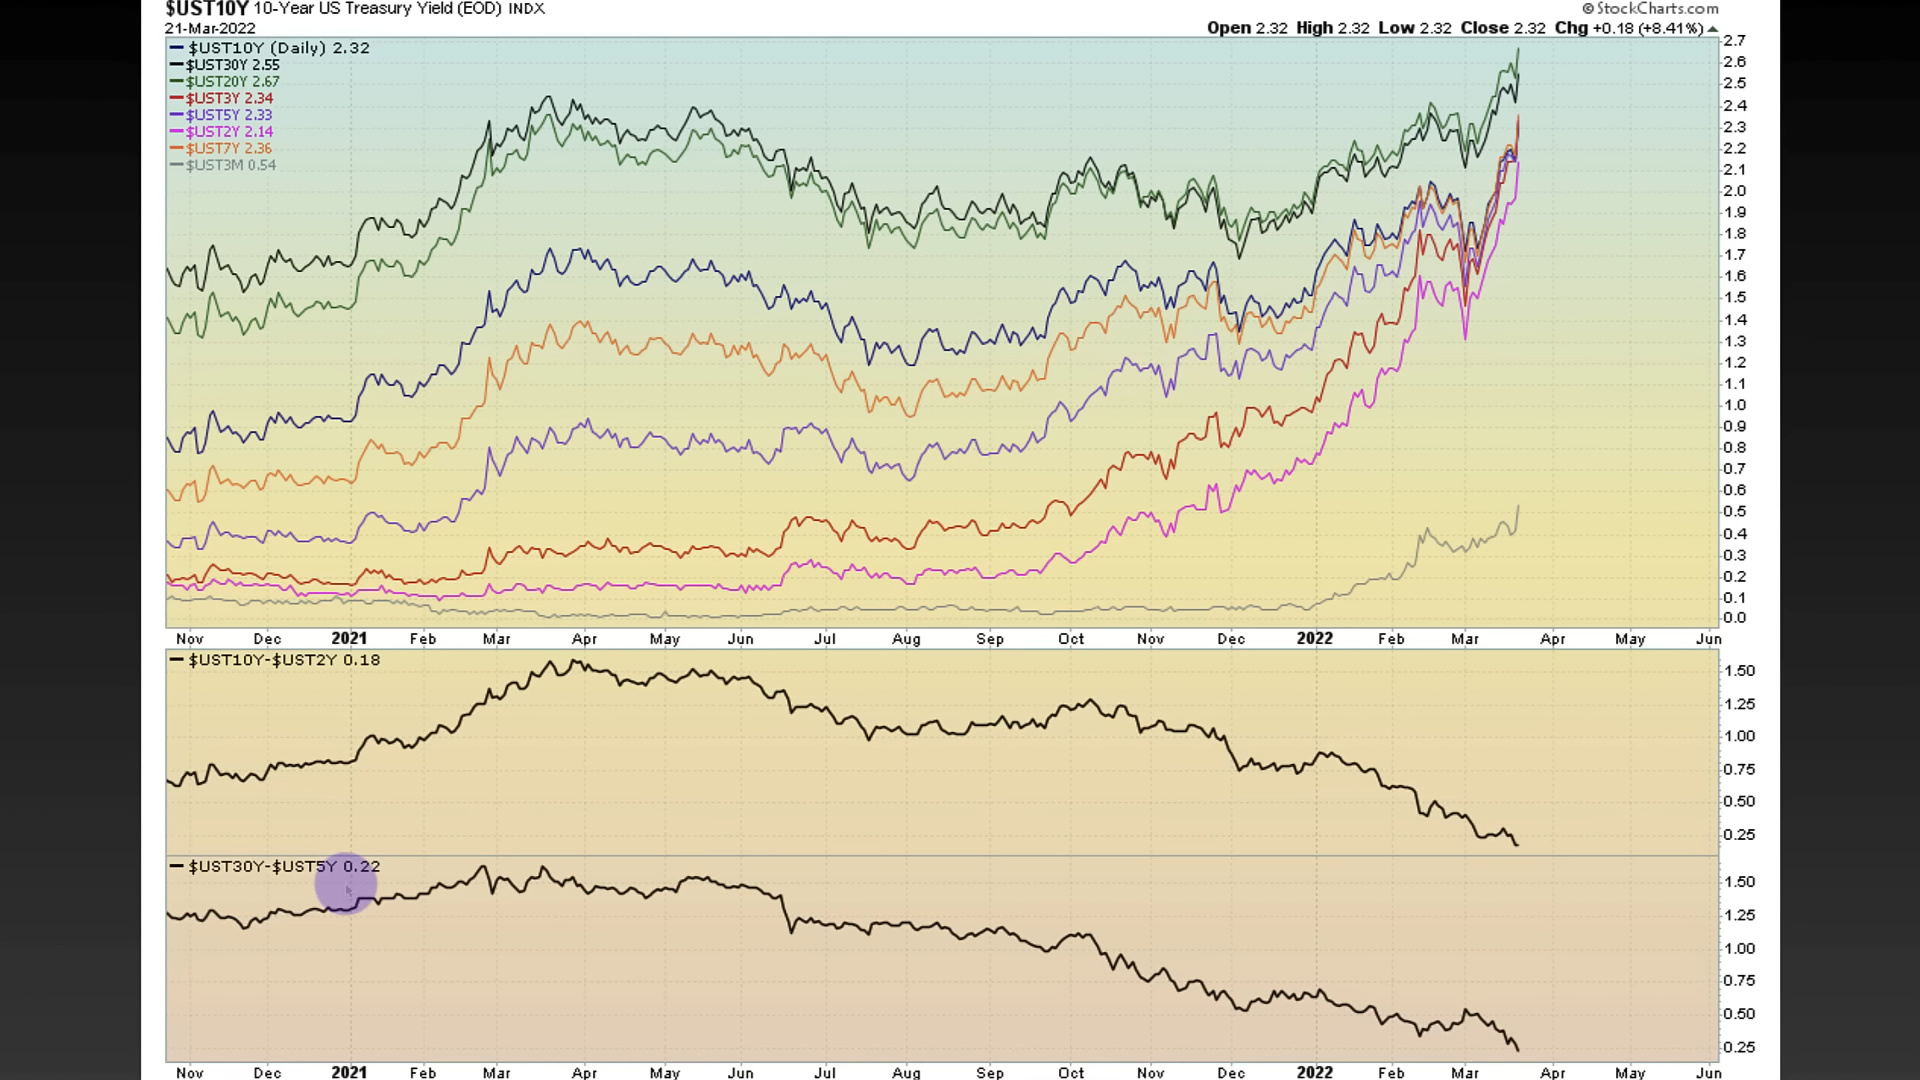 $UST10Y 10-Year US Treasury Yield (EOD) INDX
© StockCharts.com
21-Mar-2022
Open 2.32 High 2.32 Low 2.32 Close 2.32 Chg +0.18 (+8.41%)
$UST10Y (Daily) 2.32
$UST30Y 2.55
$UST20Y 2.67
$UST3Y 2.34
$UST5Y 2.33
$UST2Y 2.14
$UST7Y 2.36
$UST3M 0.54
2.7
2.6
2.5
2.4
2.3
2.2
2.1
2.0
1.9
1.8
1.7
1.6
1.5
1.4
1.3
1.2
1.1
1.0
0.9
0.8
0.7
0.6
0.5
0.4
0.3
0.2
0.1
0.0
Nov Dec 2021 Feb Mar Apr May Jun Jul Aug Sep Oct Nov Dec 2022 Feb Mar Apr May Jun
$UST10Y-$UST2Y 0.18
1.50
1.25
1.00
0.75
0.50
0.25
$UST30Y-$UST5Y 0.22
1.50
1.25
1.00
0.75
0.50
0.25
Nov Dec 2021 Feb Mar Apr May Jun Jul Aug Sep Oct Nov Dec 2022 Feb Mar Apr May Jun